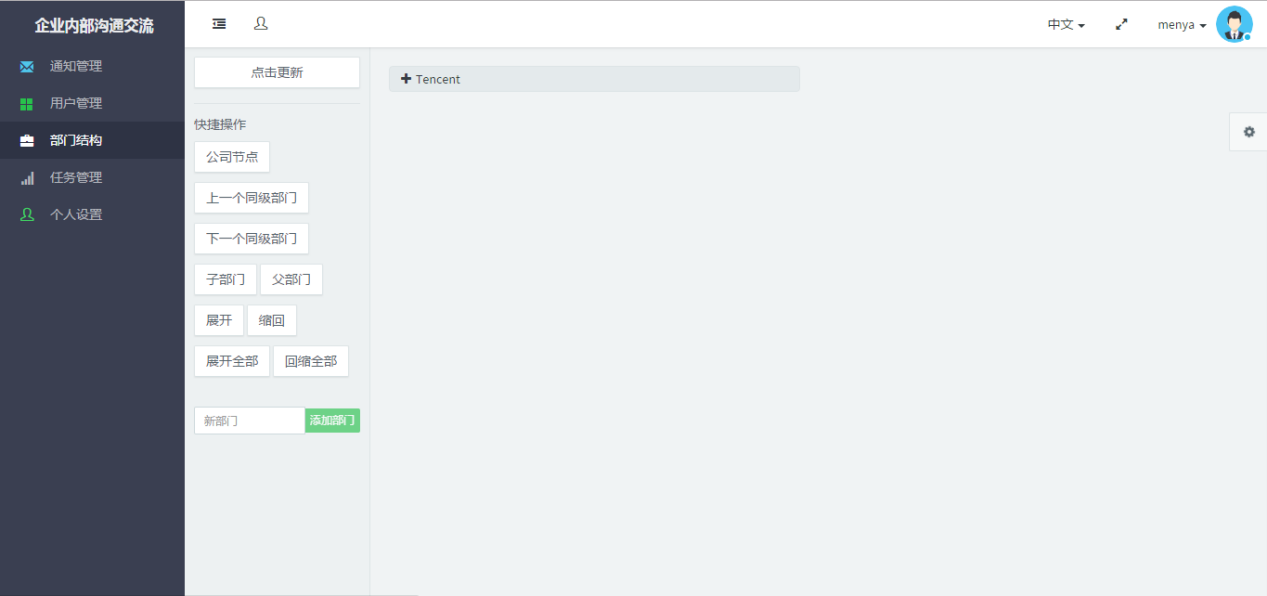 企业内部沟通交流
中文
menya
通知管理
用户管理
部门结构
任务管理
个人设置
点击更新
快捷操作
公司节点
上一个同级部门
下一个同级部门
子部门 父部门
展开 缩回
展开全部 回缩全部
新部门 添加部门
Tencent